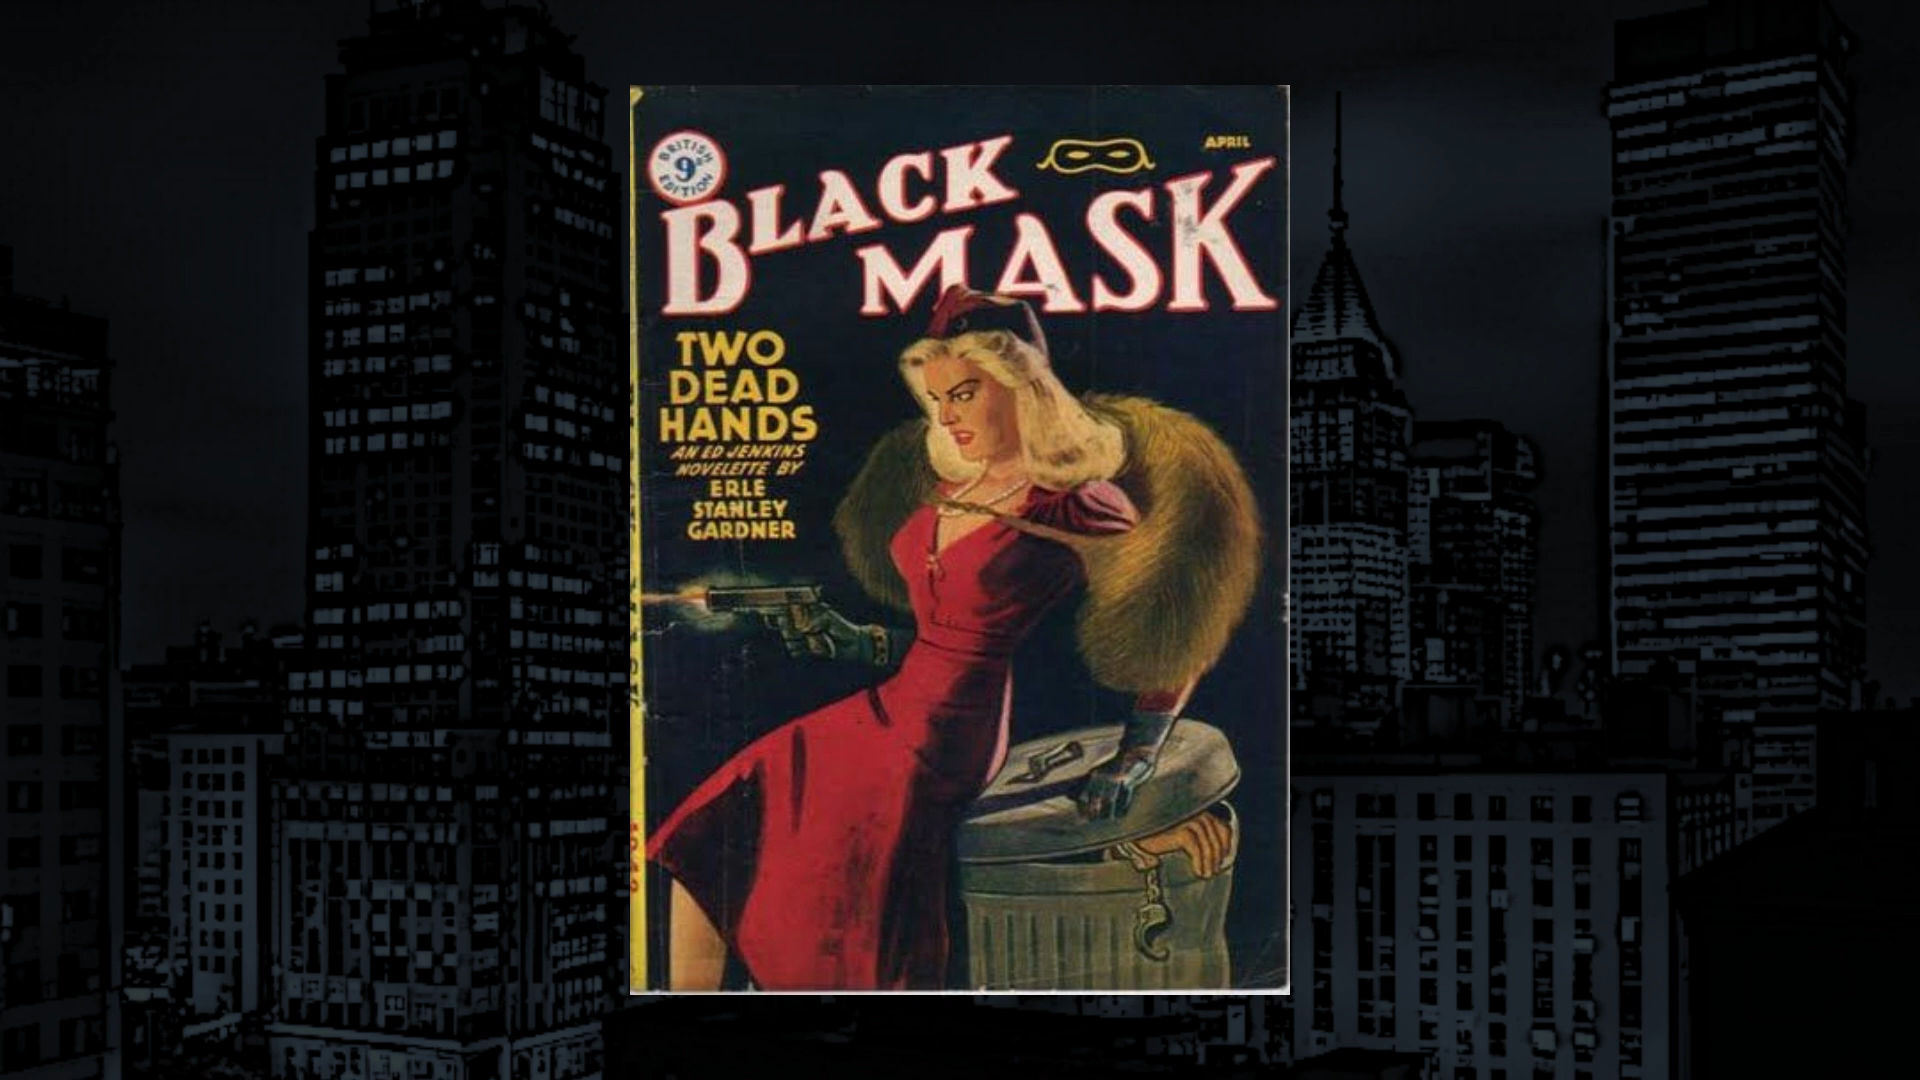 BRITISH
9ᴰ
EDITION
APRIL
BLACK
MASK
TWO
DEAD
HANDS
AN ED JENKINS
NOVELETTE BY
ERLE
STANLEY
GARDNER